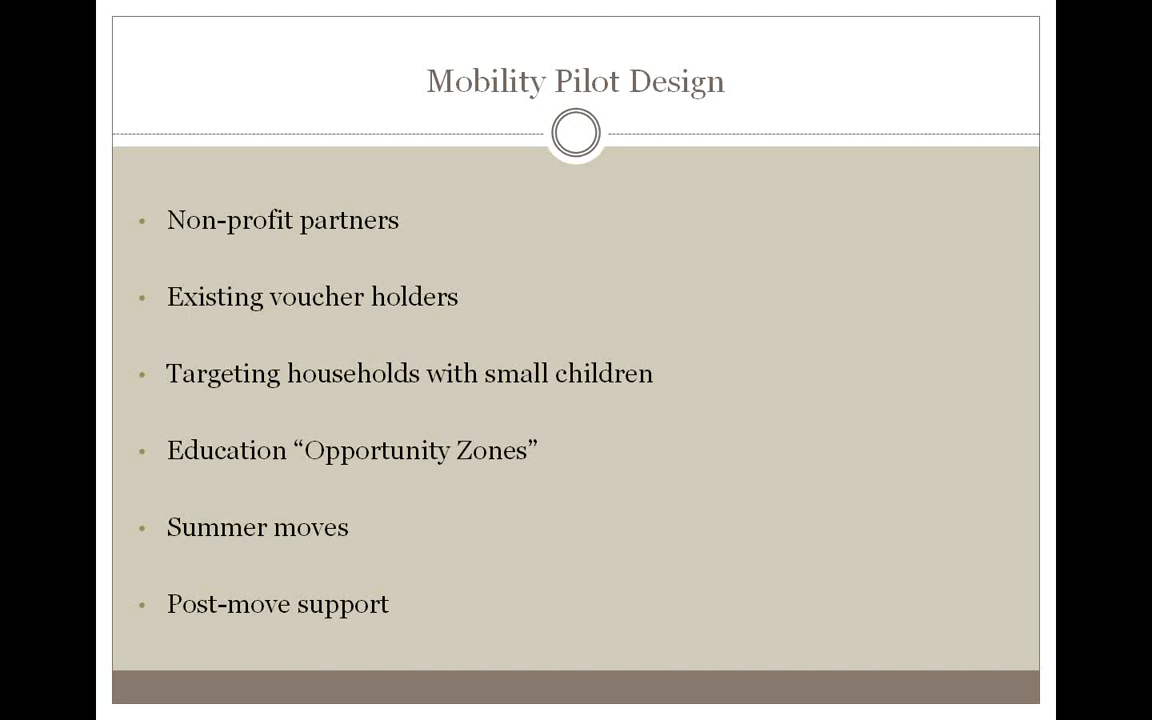 Mobility Pilot Design
• Non-profit partners
• Existing voucher holders
• Targeting households with small children
• Education “Opportunity Zones”
• Summer moves
• Post-move support